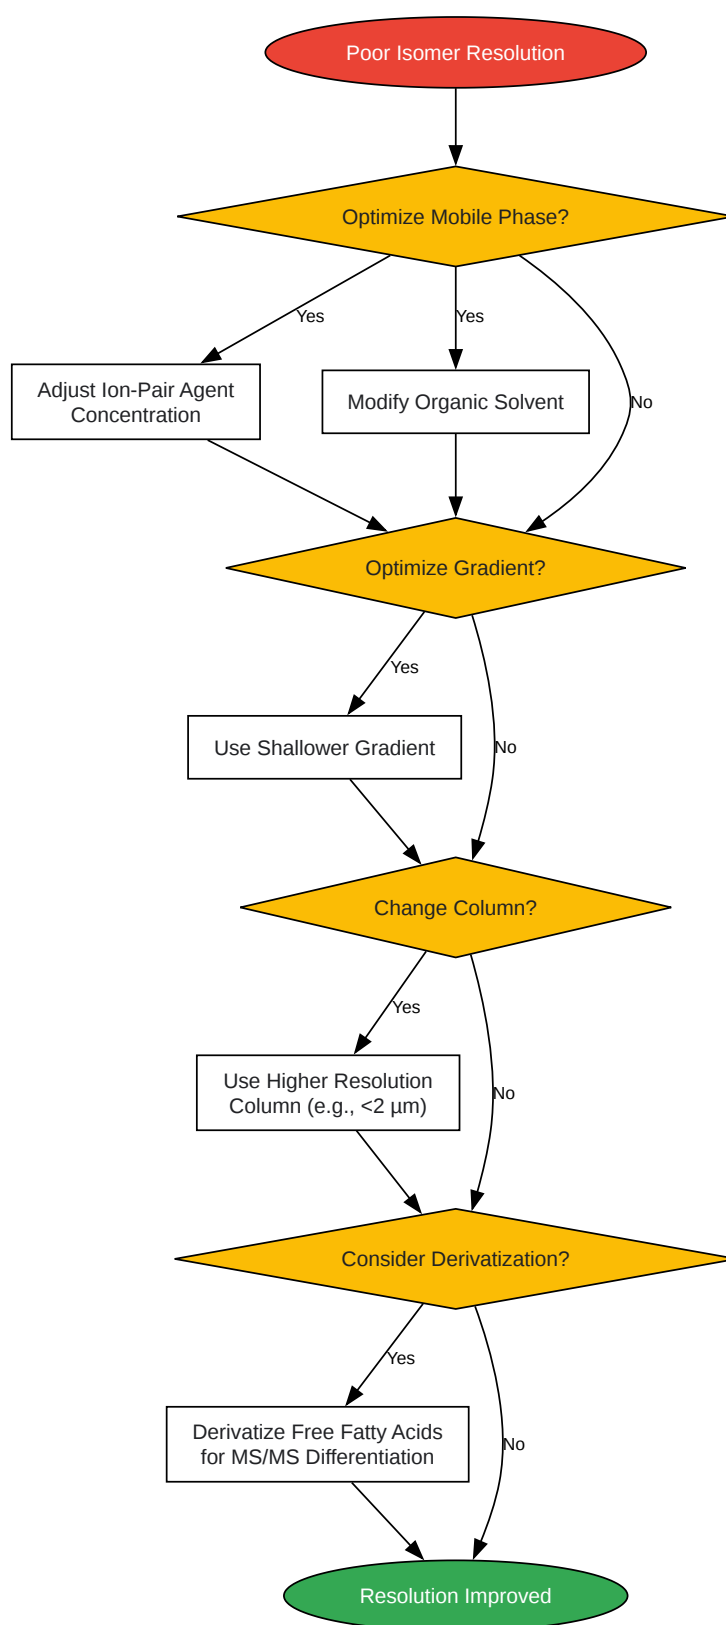 Poor Isomer Resolution
Optimize Mobile Phase?
Yes
Yes
No
Adjust Ion-Pair Agent
Concentration
Modify Organic Solvent
Optimize Gradient?
Yes
No
Use Shallower Gradient
Change Column?
Yes
No
Use Higher Resolution
Column (e.g., <2 µm)
Consider Derivatization?
Yes
No
Derivatize Free Fatty Acids
for MS/MS Differentiation
Resolution Improved